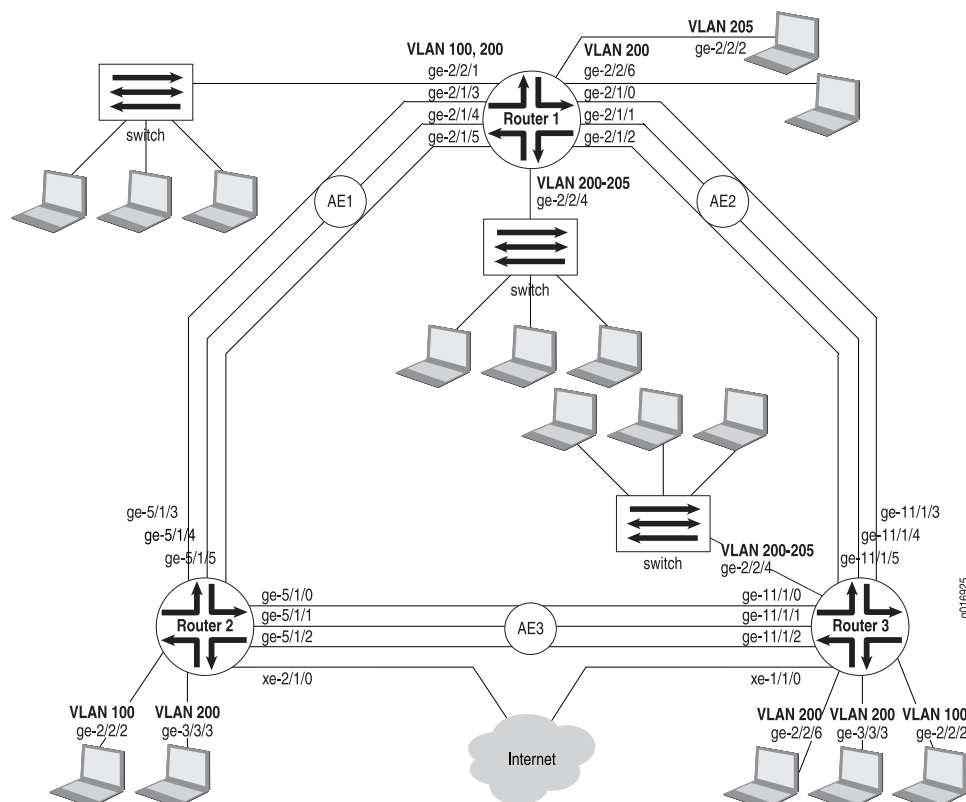 VLAN 205
ge-2/2/2
VLAN 100, 200
ge-2/2/1
ge-2/1/3
ge-2/1/4
ge-2/1/5
VLAN 200
ge-2/2/6
ge-2/1/0
ge-2/1/1
ge-2/1/2
Router 1
switch
AE1
AE2
VLAN 200-205
ge-2/2/4
switch
ge-5/1/3
ge-5/1/4
ge-5/1/5
switch
VLAN 200-205
ge-2/2/4
ge-11/1/3
ge-11/1/4
ge-11/1/5
g016925
Router 2
ge-5/1/0
ge-5/1/1
ge-5/1/2
xe-2/1/0
AE3
ge-11/1/0
ge-11/1/1
ge-11/1/2
xe-1/1/0
Router 3
VLAN 100
ge-2/2/2
VLAN 200
ge-3/3/3
Internet
VLAN 200
ge-2/2/6
VLAN 200
ge-3/3/3
VLAN 100
ge-2/2/2